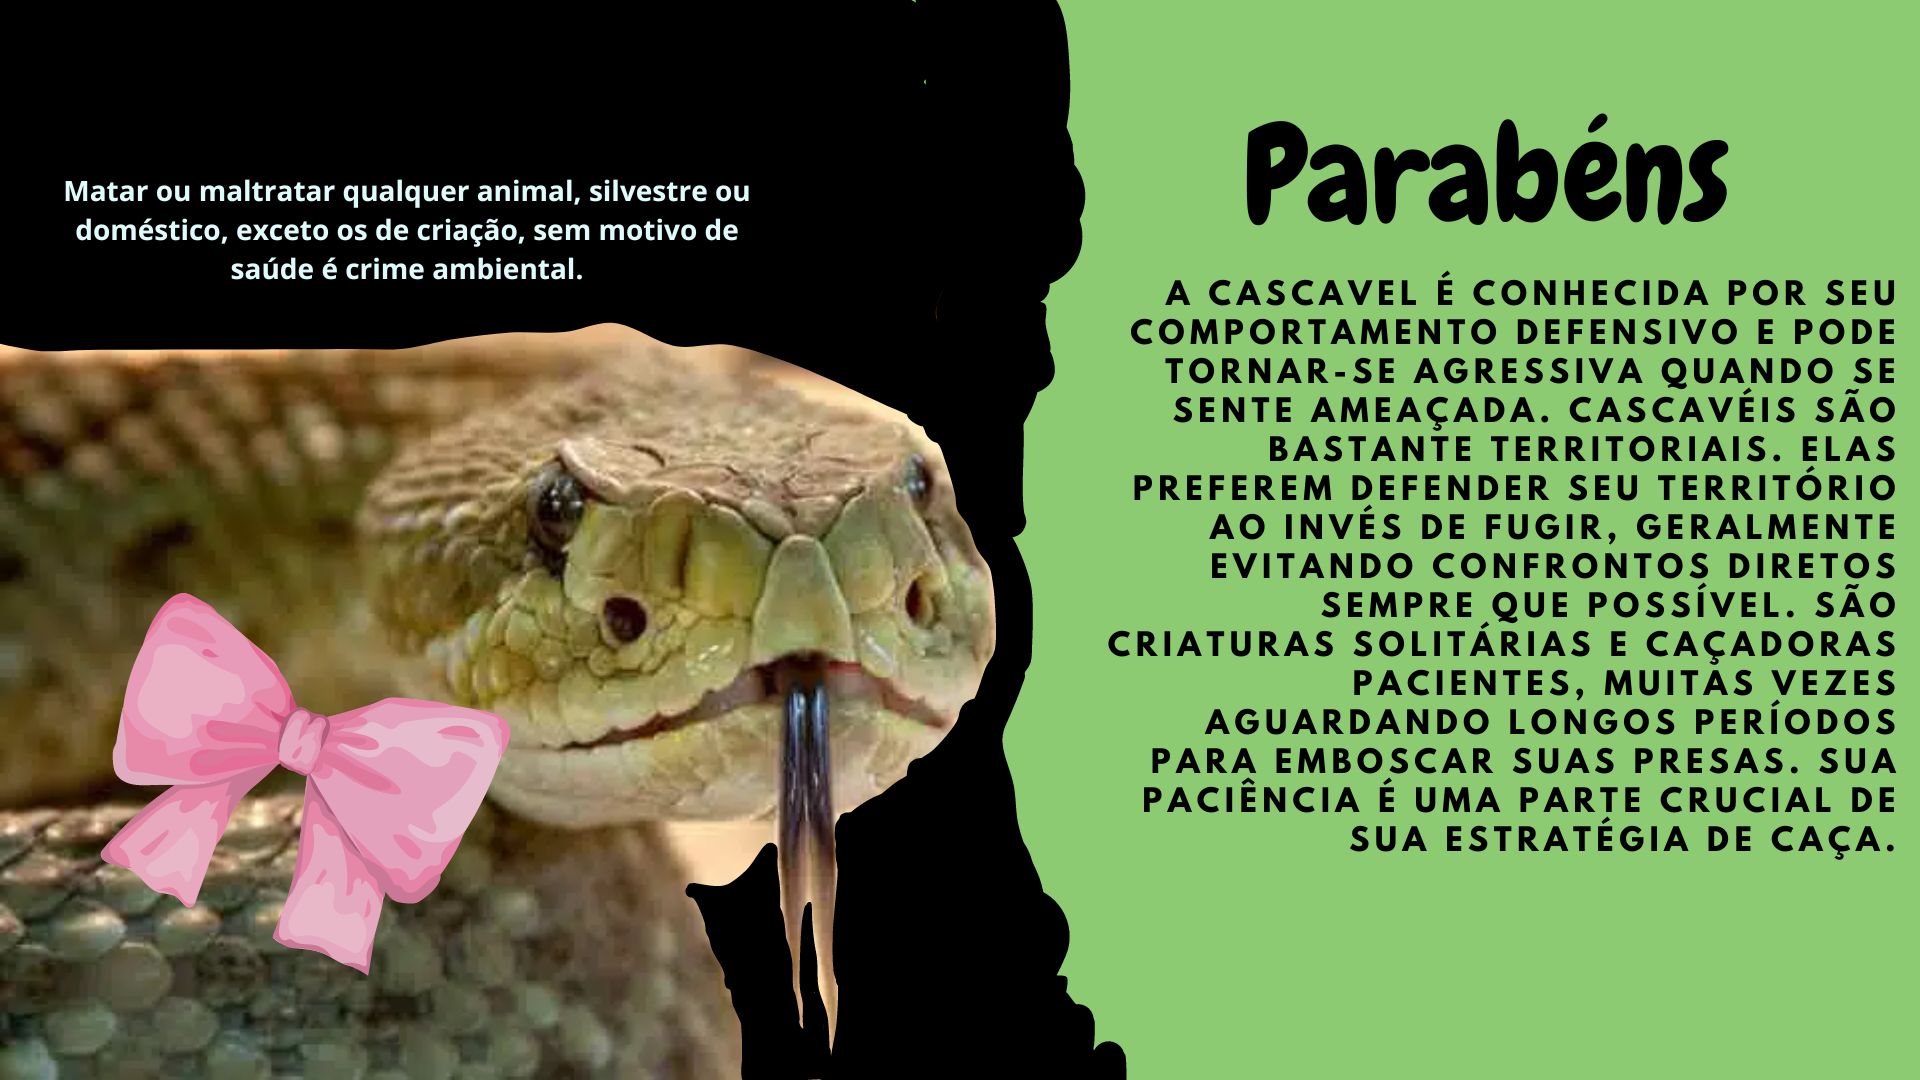 Matar ou maltratar qualquer animal, silvestre ou
doméstico, exceto os de criação, sem motivo de
saúde é crime ambiental.
Parabéns
A CASCAVEL É CONHECIDA POR SEU
COMPORTAMENTO DEFENSIVO E PODE
TORNAR-SE AGRESSIVA QUANDO SE
SENTE AMEAÇADA. CASCAVÉIS SÃO
BASTANTE TERRITORIAIS. ELAS
PREFEREM DEFENDER SEU TERRITÓRIO
AO INVÉS DE FUGIR, GERALMENTE
EVITANDO CONFRONTOS DIRETOS
SEMPRE QUE POSSÍVEL. SÃO
CRIATURAS SOLITÁRIAS E CAÇADORAS
PACIENTES, MUITAS VEZES
AGUARDANDO LONGOS PERÍODOS
PARA EMBOSCAR SUAS PRESAS. SUA
PACIÊNCIA É UMA PARTE CRUCIAL DE
SUA ESTRATÉGIA DE CAÇA.